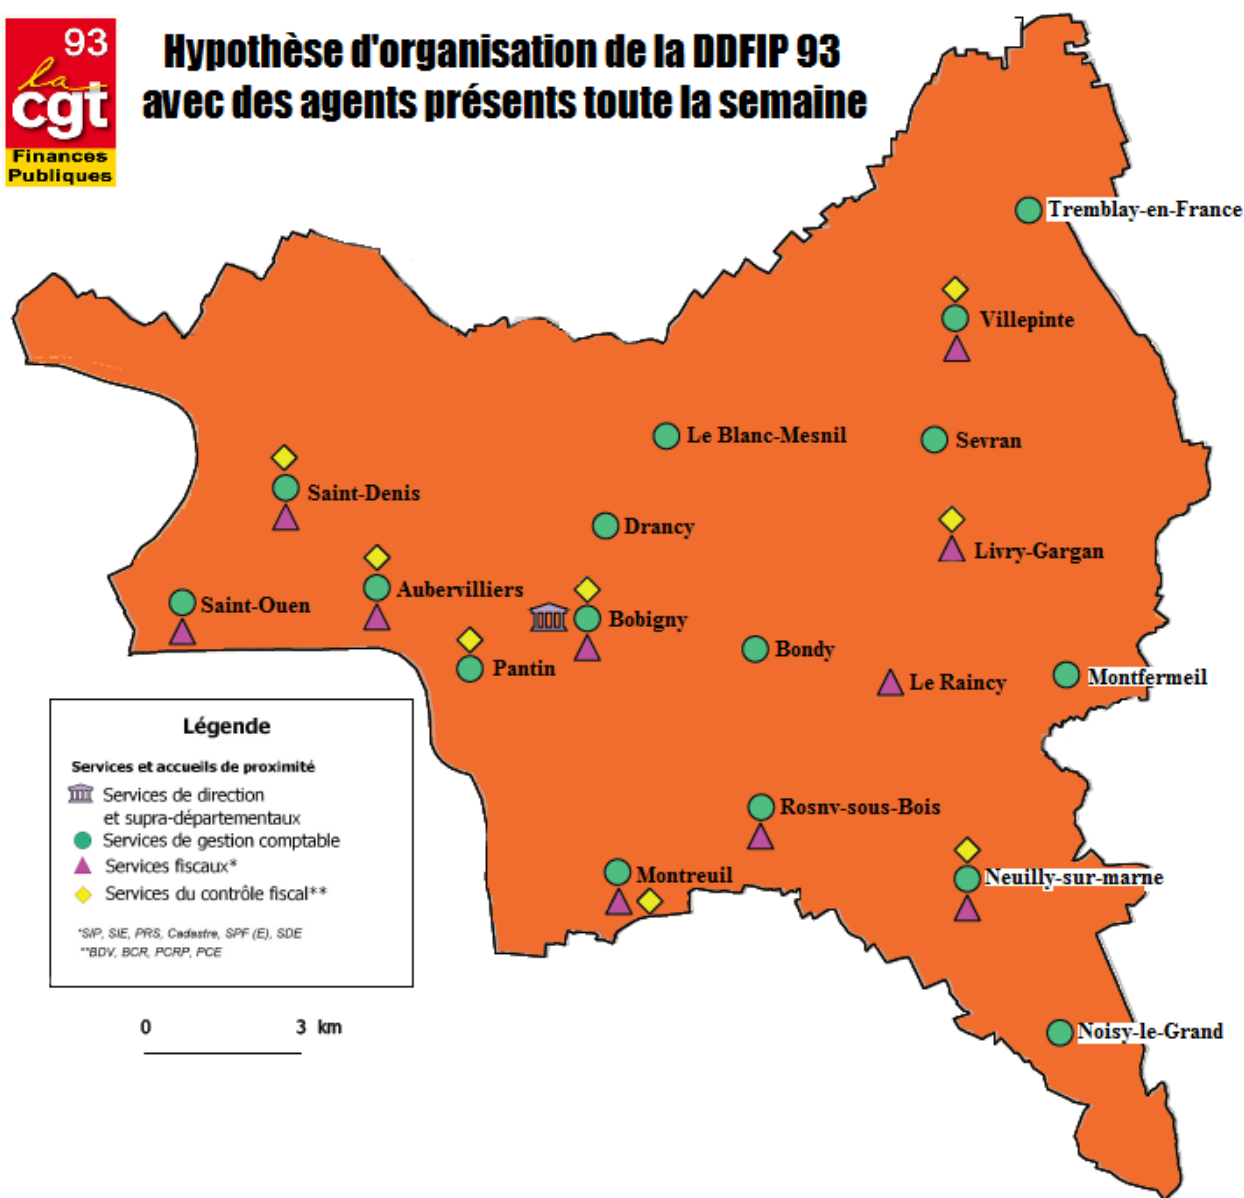 93
la
cgt
Finances
Publiques
Hypothèse d'organisation de la DDFIP 93
avec des agents présents toute la semaine
Tremblay-en-France
Villepinte
Le Blanc-Mesnil
Sevran
Saint-Denis
Drancy
Livry-Gargan
Aubervilliers
Saint-Ouen
Bobigny
Bondy
Pantin
Le Raincy
Montfermeil
Rosny-sous-Bois
Montreuil
Neuilly-sur-marne
Noisy-le-Grand
Légende
Services et accueils de proximité
Services de direction
et supra-départementaux
Services de gestion comptable
Services fiscaux*
Services du contrôle fiscal**
*SIP, SIE, PRS, Cadastre, SPF (E), SDE
**BDV, BCR, PCRP, PCE
0 3 km